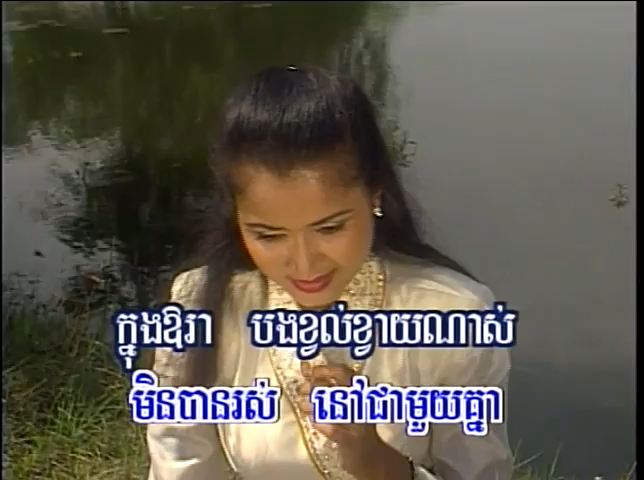 ក្នុងឱរា បងខ្វល់ខ្វាយណាស់
មិនបានរស់ នៅជាមួយគ្នា